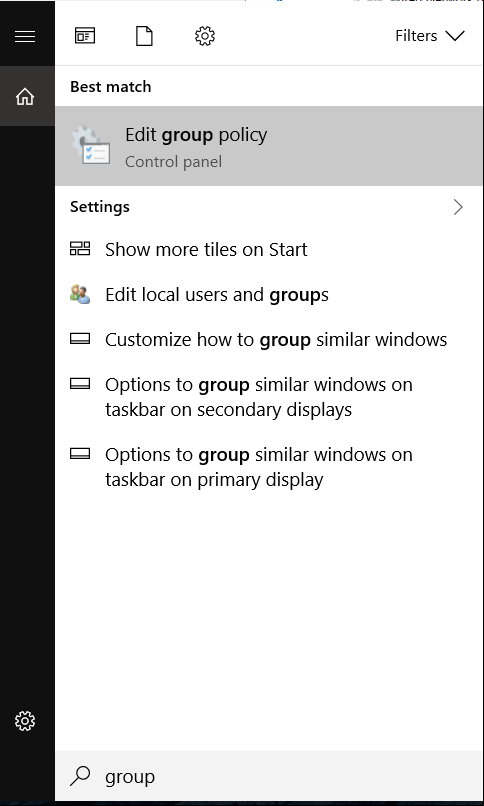 Filters
Best match
Edit group policy
Control panel
Settings
Show more tiles on Start
Edit local users and groups
Customize how to group similar windows
Options to group similar windows on
taskbar on secondary displays
Options to group similar windows on
taskbar on primary display
group